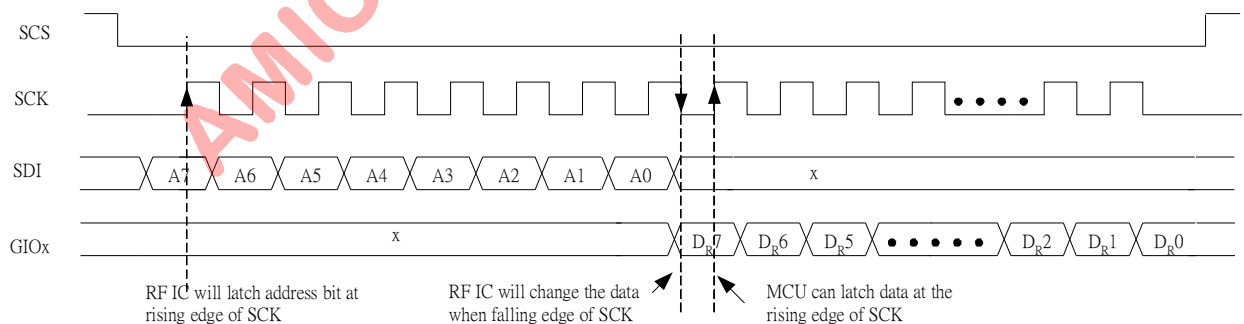 AMIC
SCS
SCK
SDI
A7 A6 A5 A4 A3 A2 A1 A0 x
GIOx
x DR7 DR6 DR5 DR2 DR1 DR0
RF IC will latch address bit at
rising edge of SCK
RF IC will change the data
when falling edge of SCK
MCU can latch data at the
rising edge of SCK